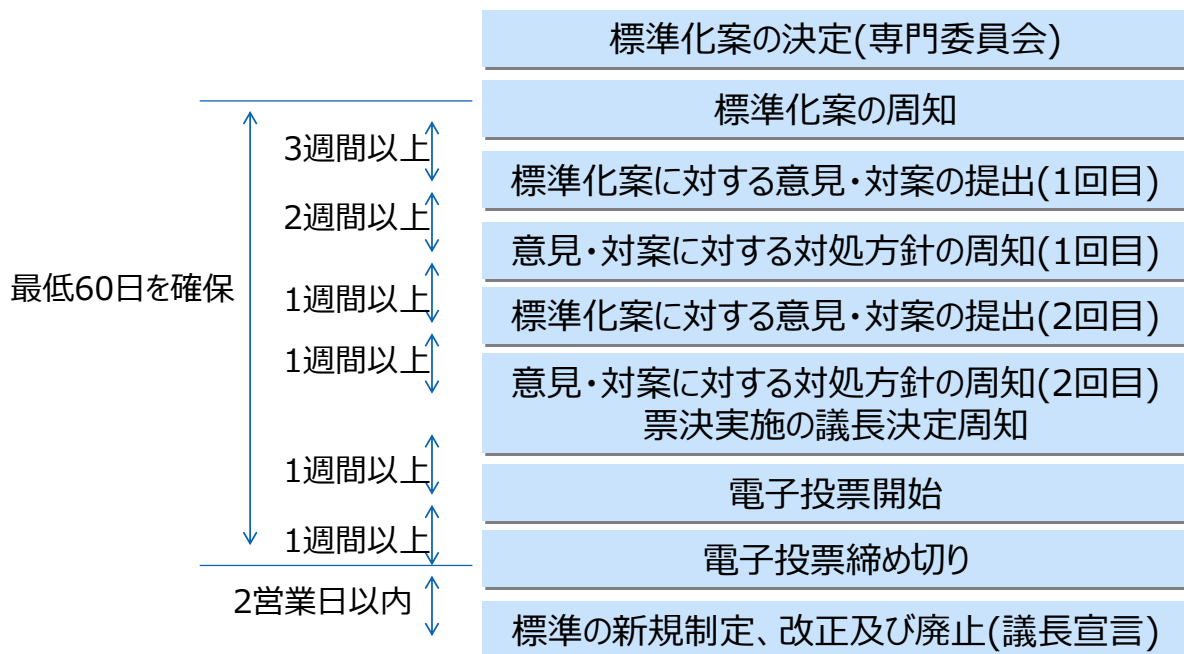 標準化案の決定(専門委員会)
標準化案の周知
3週間以上
標準化案に対する意見・対案の提出(1回目)
2週間以上
意見・対案に対する対処方針の周知(1回目)
最低60日を確保
1週間以上
標準化案に対する意見・対案の提出(2回目)
1週間以上
意見・対案に対する対処方針の周知(2回目)
票決実施の議長決定周知
1週間以上
電子投票開始
1週間以上
電子投票締め切り
2営業日以内
標準の新規制定、改正及び廃止(議長宣言)